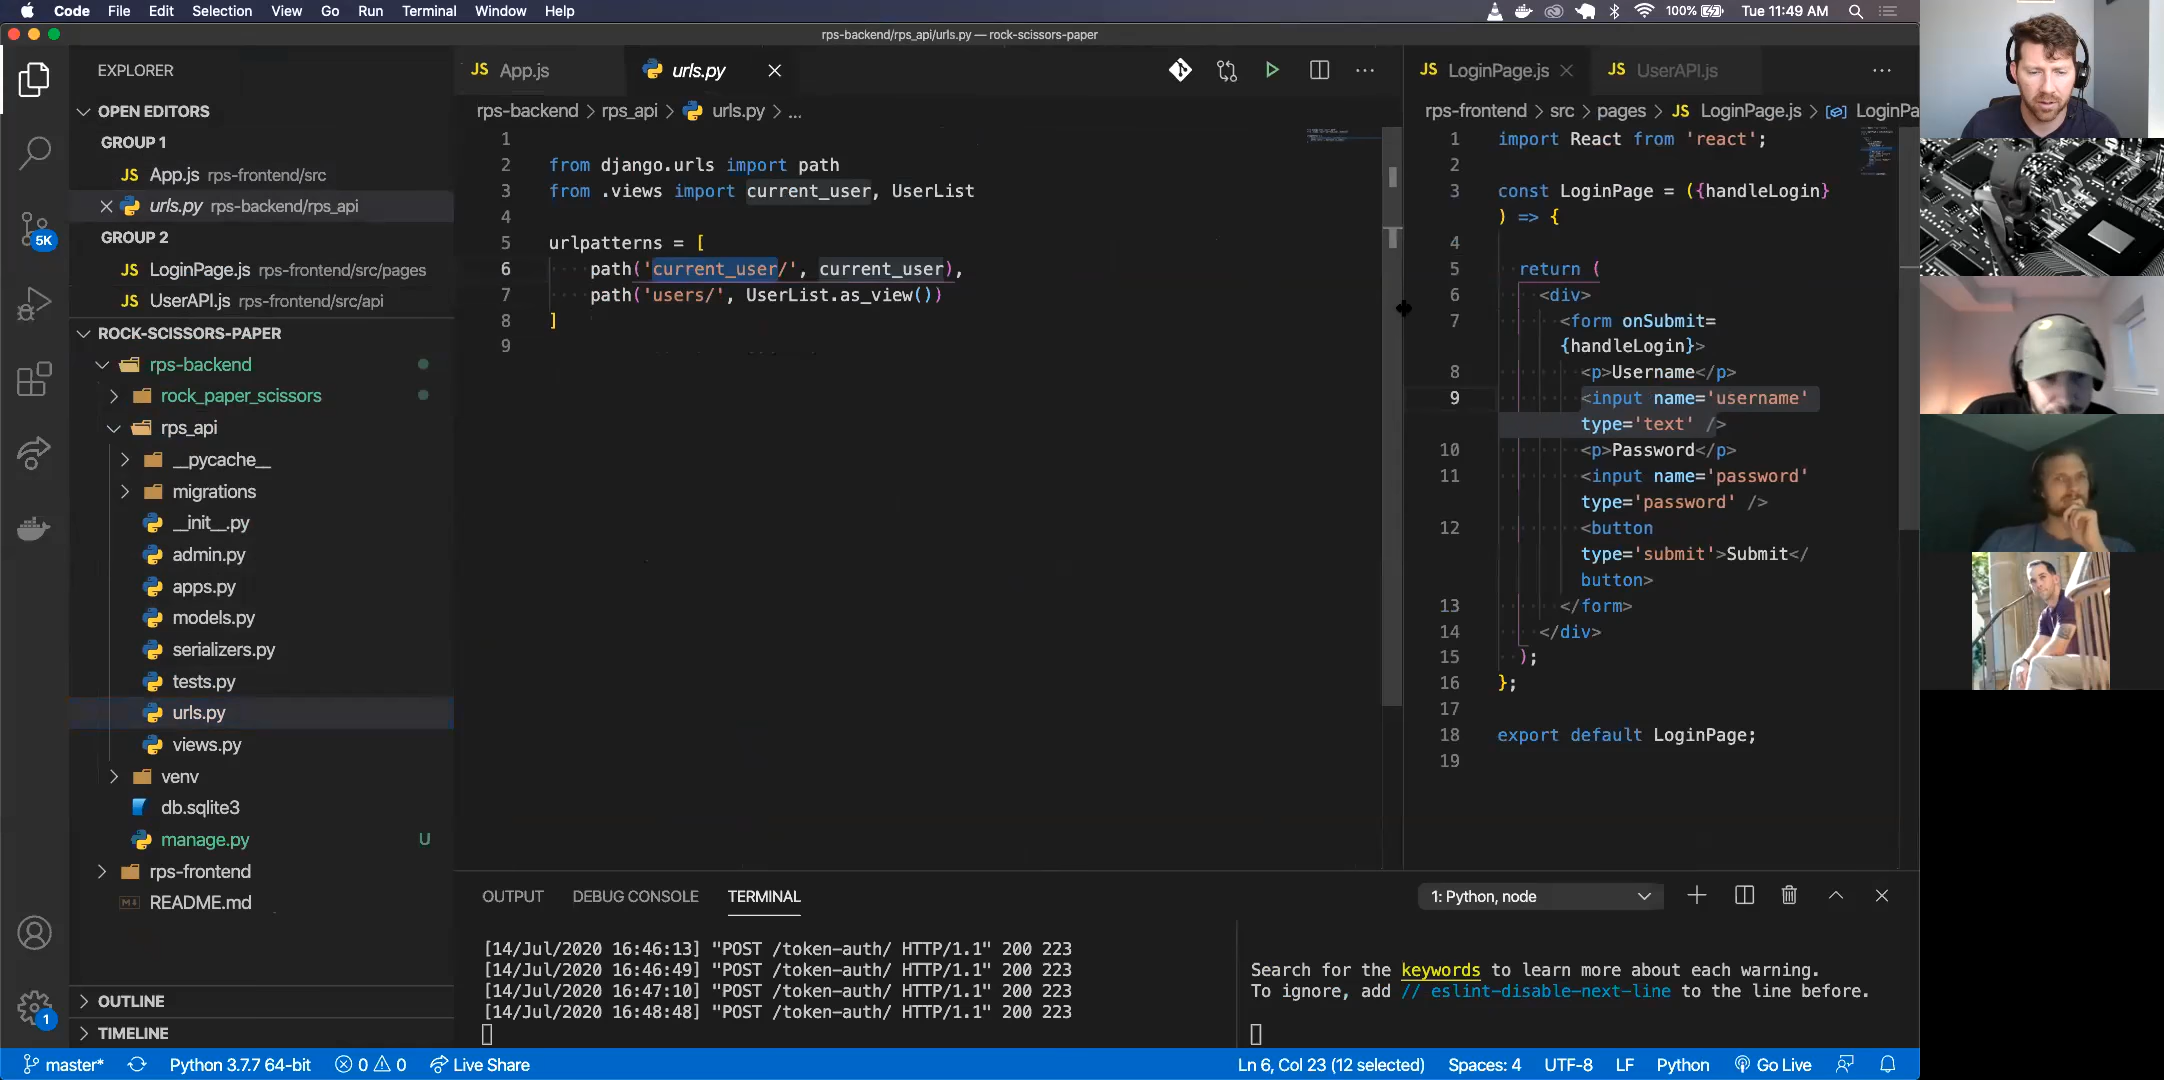 Code File Edit Selection View Go Run Terminal Window Help
100% Tue 11:49 AM
rps-backend/rps_api/urls.py — rock-scissors-paper
EXPLORER
OPEN EDITORS
GROUP 1
JS App.js rps-frontend/src
urls.py rps-backend/rps_api
GROUP 2
JS LoginPage.js rps-frontend/src/pages
JS UserAPI.js rps-frontend/src/api
ROCK-SCISSORS-PAPER
rps-backend
rock_paper_scissors
rps_api
__pycache__
migrations
__init__.py
admin.py
apps.py
models.py
serializers.py
tests.py
urls.py
views.py
venv
db.sqlite3
manage.py U
rps-frontend
README.md
OUTLINE
TIMELINE
5K
1
JS App.js urls.py
rps-backend > rps_api > urls.py > ...
1
2 from django.urls import path
3 from .views import current_user, UserList
4
5 urlpatterns = [
6 path('current_user/', current_user),
7 path('users/', UserList.as_view())
8 ]
9
JS LoginPage.js JS UserAPI.js
rps-frontend > src > pages > JS LoginPage.js > LoginPa
1 import React from 'react';
2
3 const LoginPage = ({handleLogin}
) => {
4
5 return (
6 <div>
7 <form onSubmit=
{handleLogin}>
8 <p>Username</p>
9 <input name='username'
type='text' />
10 <p>Password</p>
11 <input name='password'
type='password' />
12 <button
type='submit'>Submit</
button>
13 </form>
14 </div>
15 );
16 };
17
18 export default LoginPage;
19
OUTPUT DEBUG CONSOLE TERMINAL
1: Python, node
[14/Jul/2020 16:46:13] "POST /token-auth/ HTTP/1.1" 200 223
[14/Jul/2020 16:46:49] "POST /token-auth/ HTTP/1.1" 200 223
[14/Jul/2020 16:47:10] "POST /token-auth/ HTTP/1.1" 200 223
[14/Jul/2020 16:48:48] "POST /token-auth/ HTTP/1.1" 200 223
Search for the keywords to learn more about each warning.
To ignore, add // eslint-disable-next-line to the line before.
master* Python 3.7.7 64-bit 0 0 Live Share
Ln 6, Col 23 (12 selected) Spaces: 4 UTF-8 LF Python Go Live